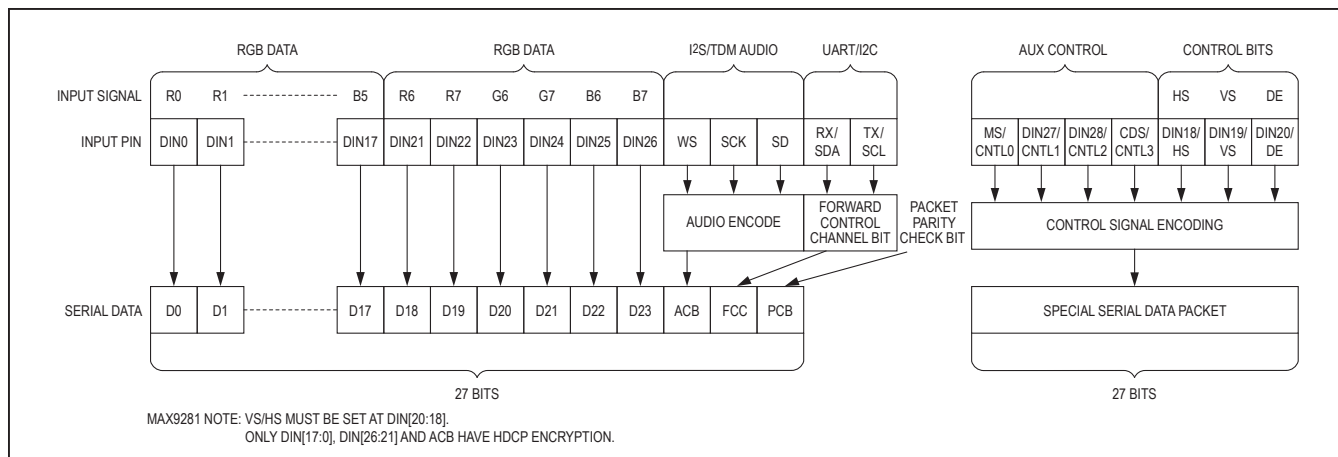 RGB DATA RGB DATA I²S/TDM AUDIO UART/I2C AUX CONTROL CONTROL BITS
INPUT SIGNAL R0 R1 B5 R6 R7 G6 G7 B6 B7 HS VS DE
INPUT PIN DIN0 DIN1 DIN17 DIN21 DIN22 DIN23 DIN24 DIN25 DIN26 WS SCK SD RX/ TX/ MS/ DIN27/ DIN28/ CDS/ DIN18/ DIN19/ DIN20/
SDA SCL CNTL0 CNTL1 CNTL2 CNTL3 HS VS DE
AUDIO ENCODE FORWARD PACKET CONTROL SIGNAL ENCODING
CONTROL PARITY
CHANNEL BIT CHECK BIT
SERIAL DATA D0 D1 D17 D18 D19 D20 D21 D22 D23 ACB FCC PCB SPECIAL SERIAL DATA PACKET
27 BITS 27 BITS
MAX9281 NOTE: VS/HS MUST BE SET AT DIN[20:18].
ONLY DIN[17:0], DIN[26:21] AND ACB HAVE HDCP ENCRYPTION.